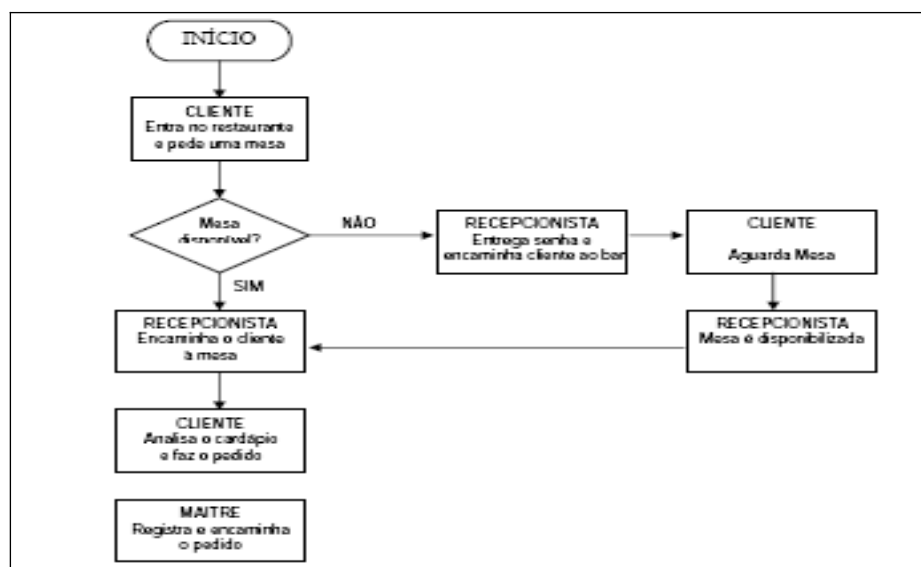 INÍCIO
CLIENTE
Entra no restaurante
e pede uma mesa
Mesa
disponível?
NÃO
SIM
RECEPCIONISTA
Entrega senha e
encaminha cliente ao bar
CLIENTE
Aguarda Mesa
RECEPCIONISTA
Mesa é disponibilizada
RECEPCIONISTA
Encaminha o cliente
à mesa
CLIENTE
Analisa o cardápio
e faz o pedido
MAITRE
Registra e encaminha
o pedido